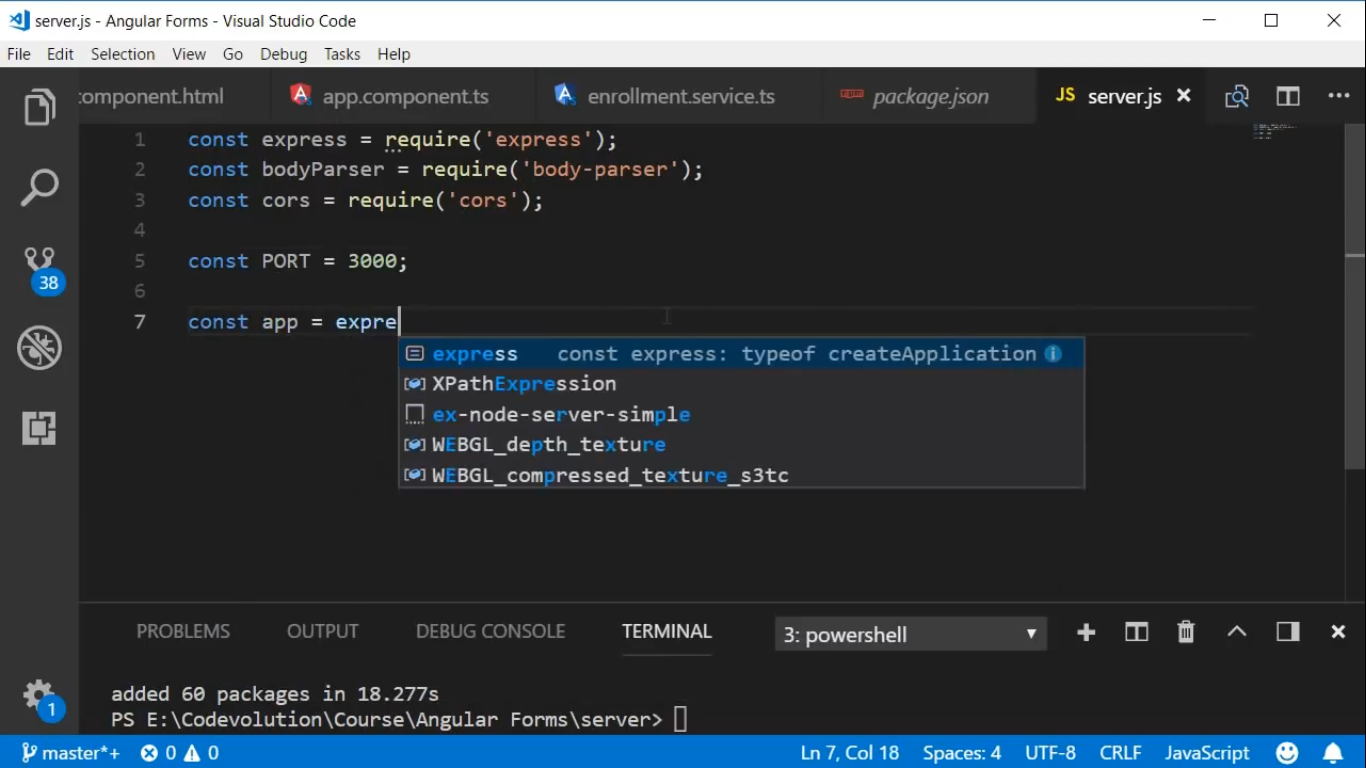 server.js - Angular Forms - Visual Studio Code
File Edit Selection View Go Debug Tasks Help
component.html app.component.ts enrollment.service.ts package.json JS server.js
1 const express = require('express');
2 const bodyParser = require('body-parser');
3 const cors = require('cors');
4
5 const PORT = 3000;
6
7 const app = expre
express const express: typeof createApplication
XPathExpression
ex-node-server-simple
WEBGL_depth_texture
WEBGL_compressed_texture_s3tc
38
PROBLEMS OUTPUT DEBUG CONSOLE TERMINAL 3: powershell
added 60 packages in 18.277s
PS E:\Codevolution\Course\Angular Forms\server>
1
master*+ 0 0 Ln 7, Col 18 Spaces: 4 UTF-8 CRLF JavaScript